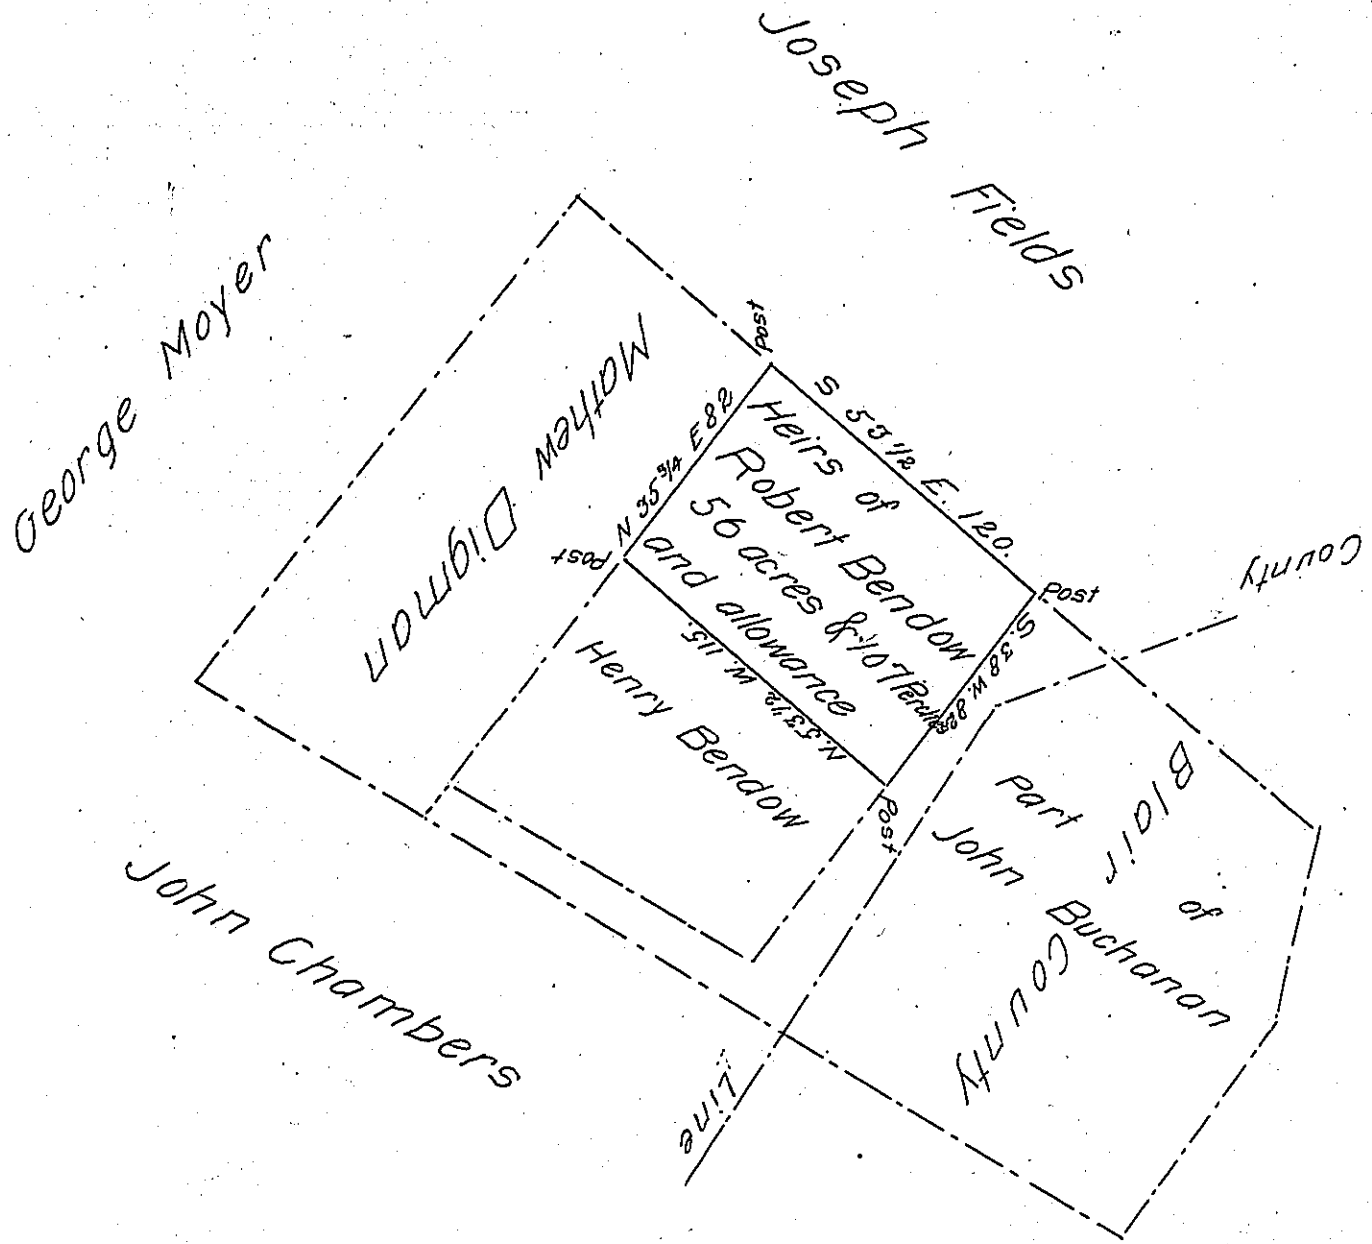 Joseph Fields
George Moyer
Mathew Digman
Post
N 35 3/4 E 82
S 53 1/2 E. 120.
Heirs of
Robert Bendow
56 acres & 107 Perches
and allowance
Post
N. 53 1/2 W. 115.
Post
S. 38 W. 82
Post
Henry Bendow
County
Line
Blair County
Part of
John Buchanan
John Chambers